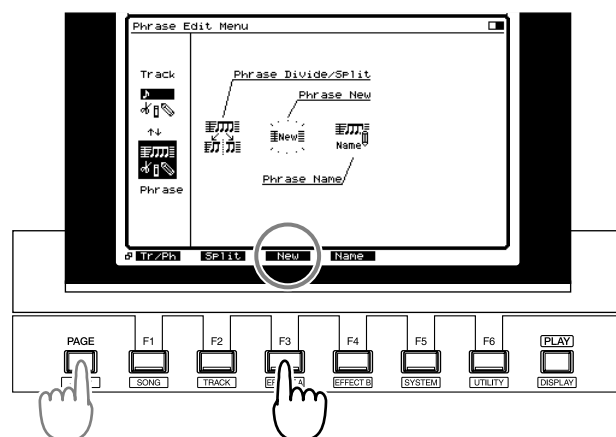 Phrase Edit Menu
Track
Phrase Divide/Split
Phrase New
New
Name
Phrase Name
Phrase
Tr/Ph Split New Name
PAGE F1 F2 F3 F4 F5 F6 PLAY
SONG TRACK EFFECT B SYSTEM UTILITY DISPLAY